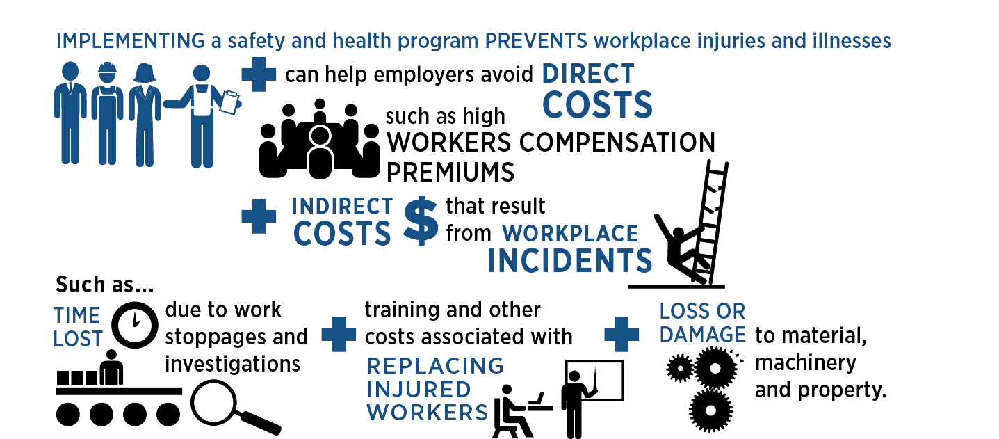 IMPLEMENTING a safety and health program PREVENTS workplace injuries and illnesses
can help employers avoid DIRECT
COSTS
such as high
WORKERS COMPENSATION
PREMIUMS
INDIRECT
COSTS
$
that result
from WORKPLACE
INCIDENTS
Such as...
TIME
LOST
due to work
stoppages and
investigations
training and other
costs associated with
REPLACING
INJURED
WORKERS
LOSS OR
DAMAGE to material,
machinery
and property.